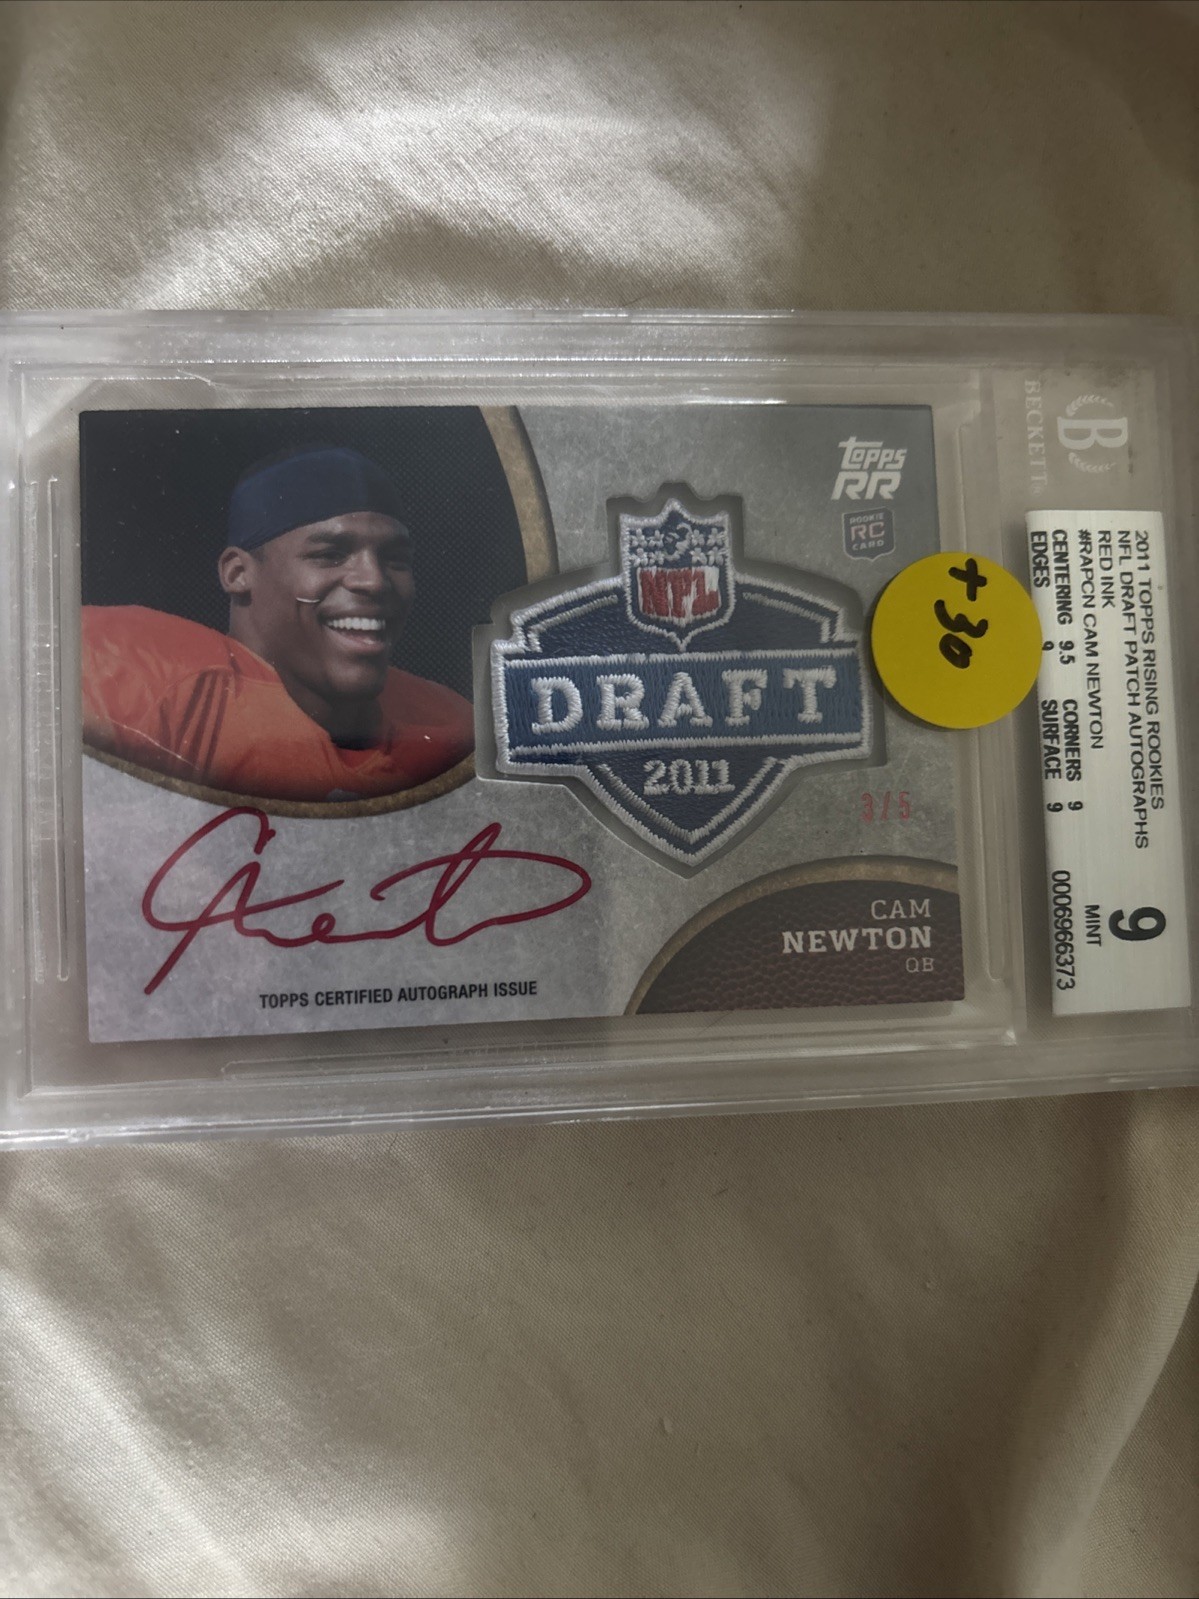 TOPPS
RR
ROOKIE
RC
CARD
NFL
DRAFT
2011
3/5
CAM
NEWTON
QB
TOPPS CERTIFIED AUTOGRAPH ISSUE
+30
BECKETT
B
2011 TOPPS RISING ROOKIES
NFL DRAFT PATCH AUTOGRAPHS
RED INK
#RAPCN CAM NEWTON
CENTERING 9.5 CORNERS 9
EDGES 9 SURFACE 9
9
MINT
0006966373